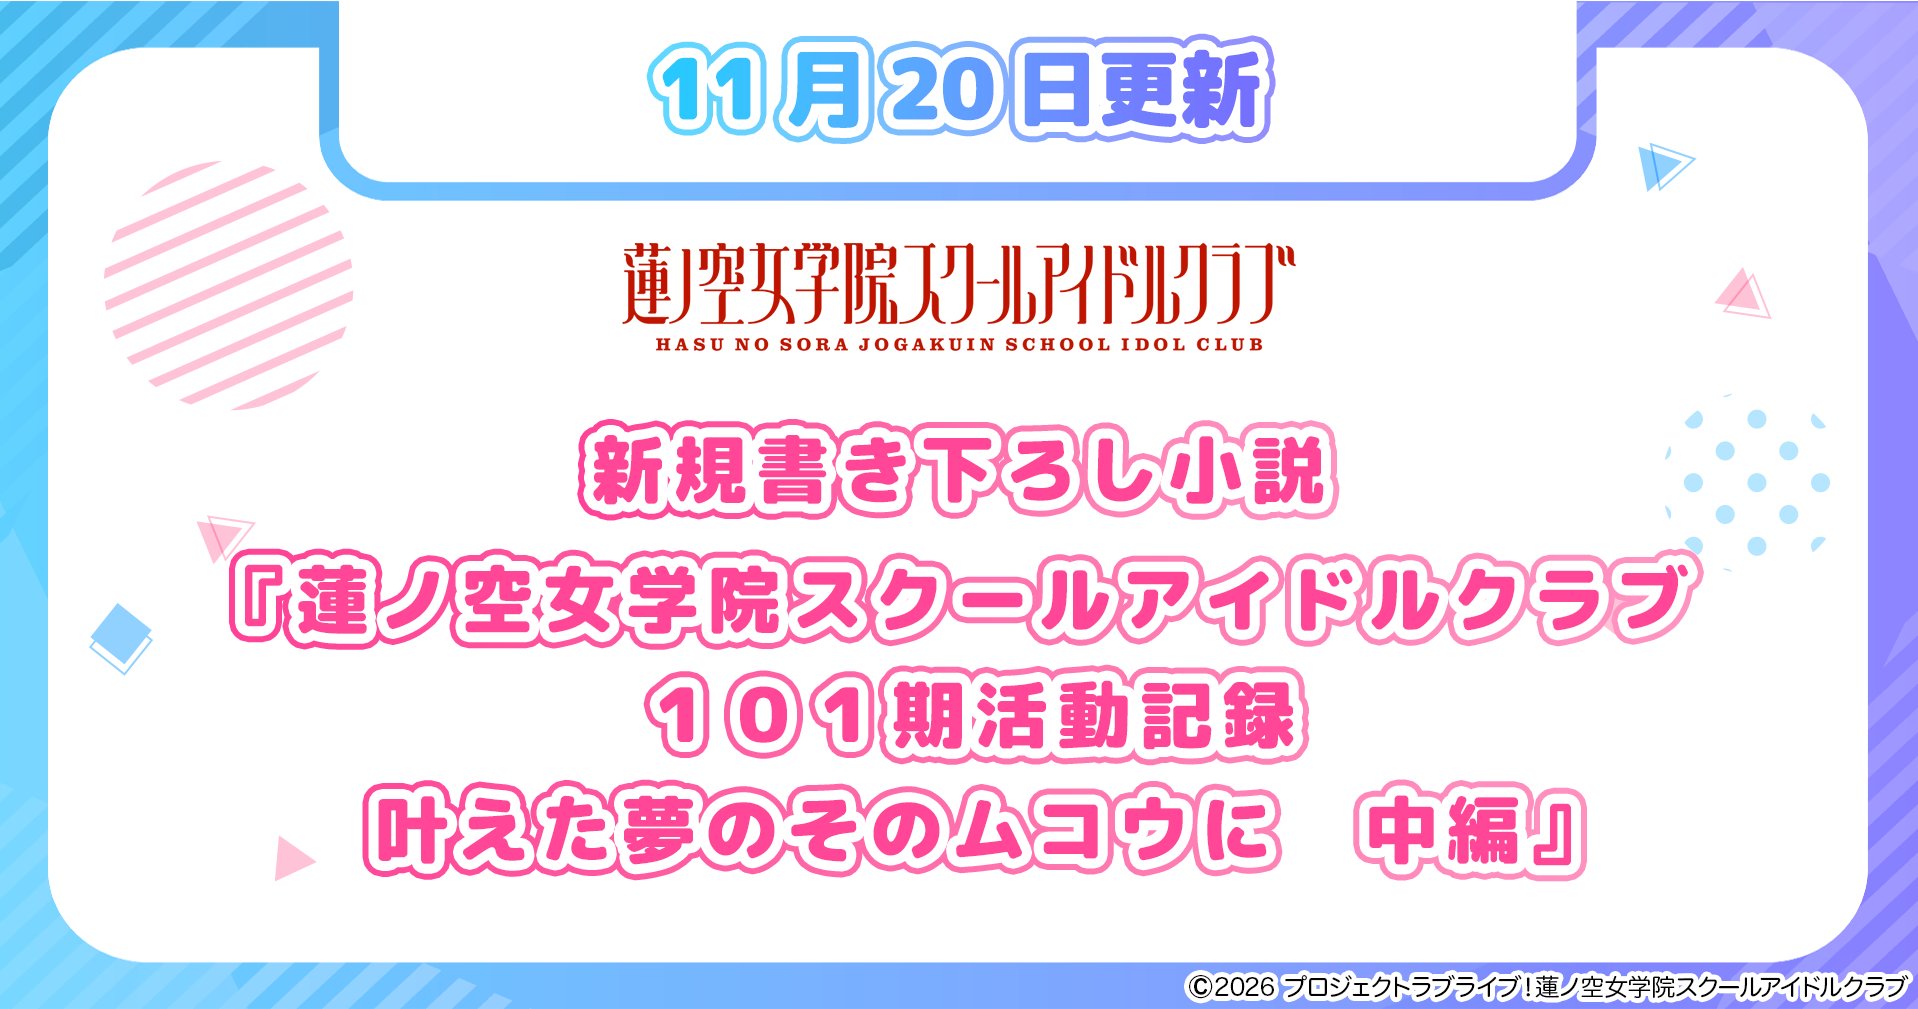 11月20日更新
蓮ノ空女学院スクールアイドルクラブ
HASU NO SORA JOGAKUIN SCHOOL IDOL CLUB
新規書き下ろし小説
『蓮ノ空女学院スクールアイドルクラブ
１０１期活動記録
叶えた夢のそのムコウに　中編』
©2026 プロジェクトラブライブ！蓮ノ空女学院スクールアイドルクラブ